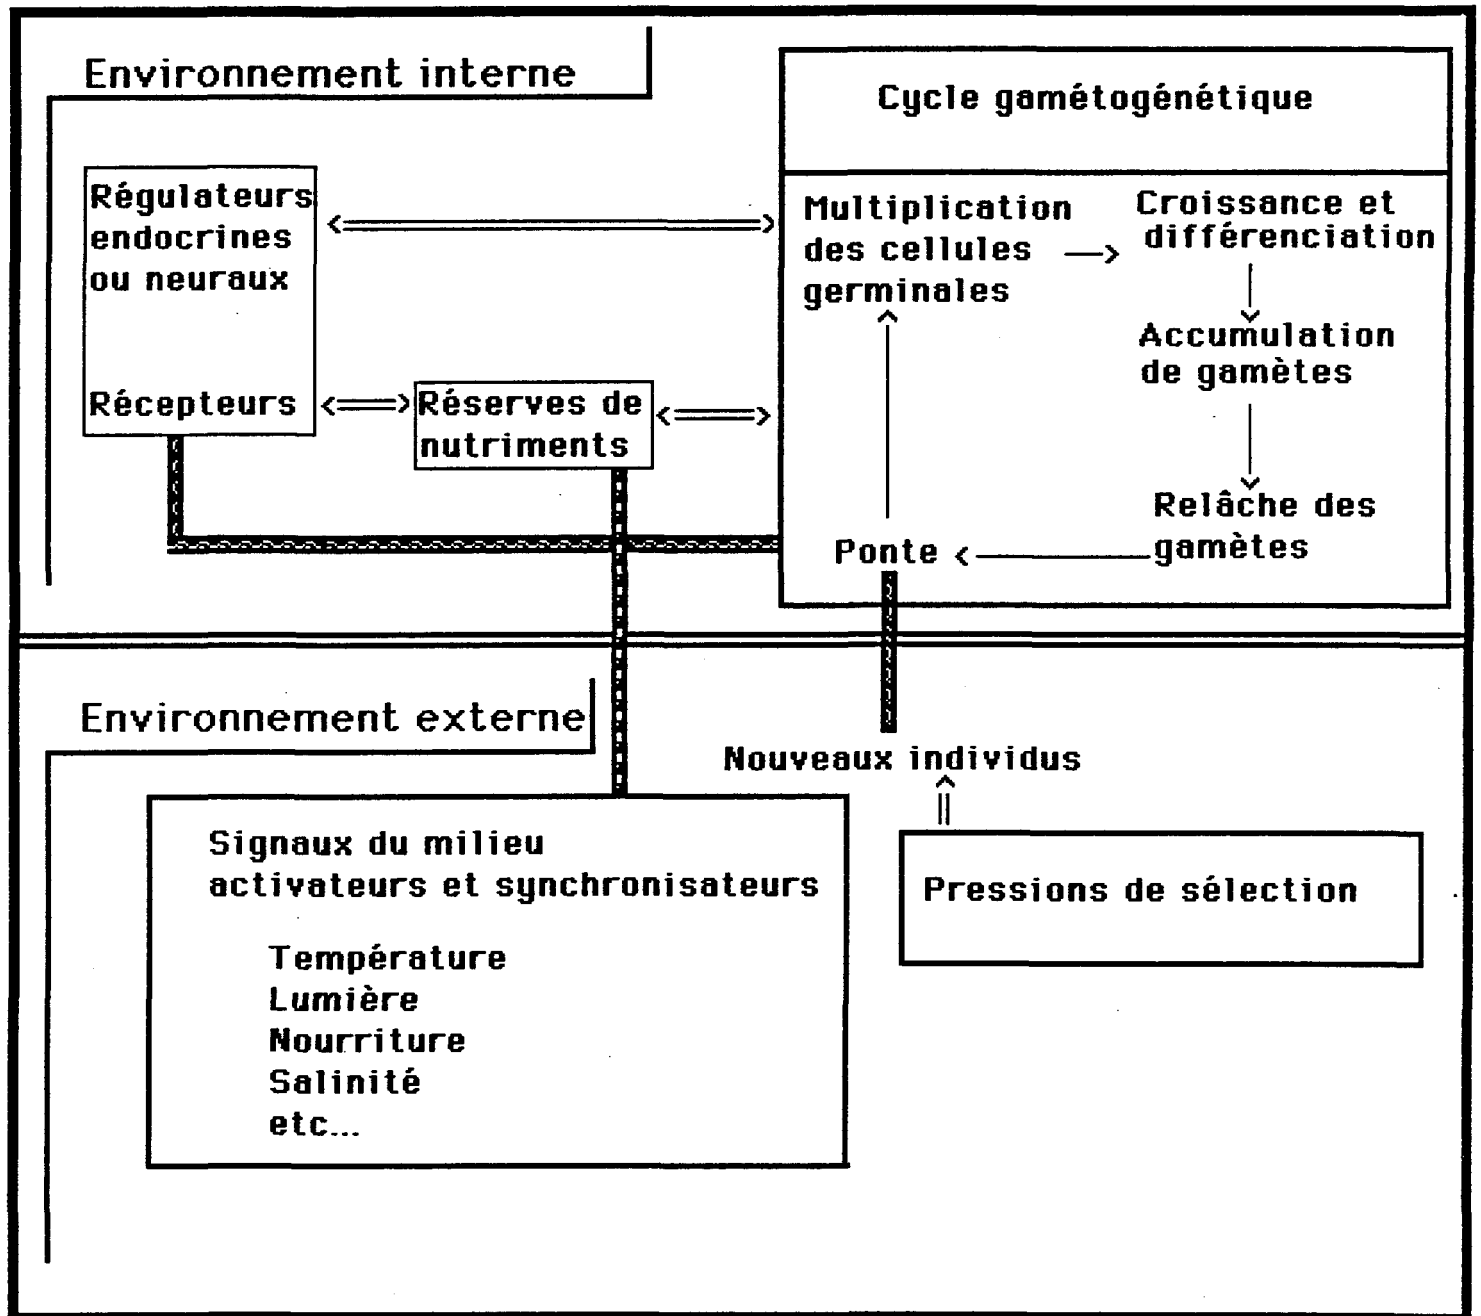 Environnement interne
Cycle gamétogénétique
Régulateurs
endocrines
ou neuraux
Récepteurs
Réserves de
nutriments
Multiplication
des cellules
germinales
Croissance et
différenciation
Accumulation
de gamètes
Relâche des
gamètes
Ponte
Environnement externe
Nouveaux individus
Signaux du milieu
activateurs et synchronisateurs
Température
Lumière
Nourriture
Salinité
etc...
Pressions de sélection